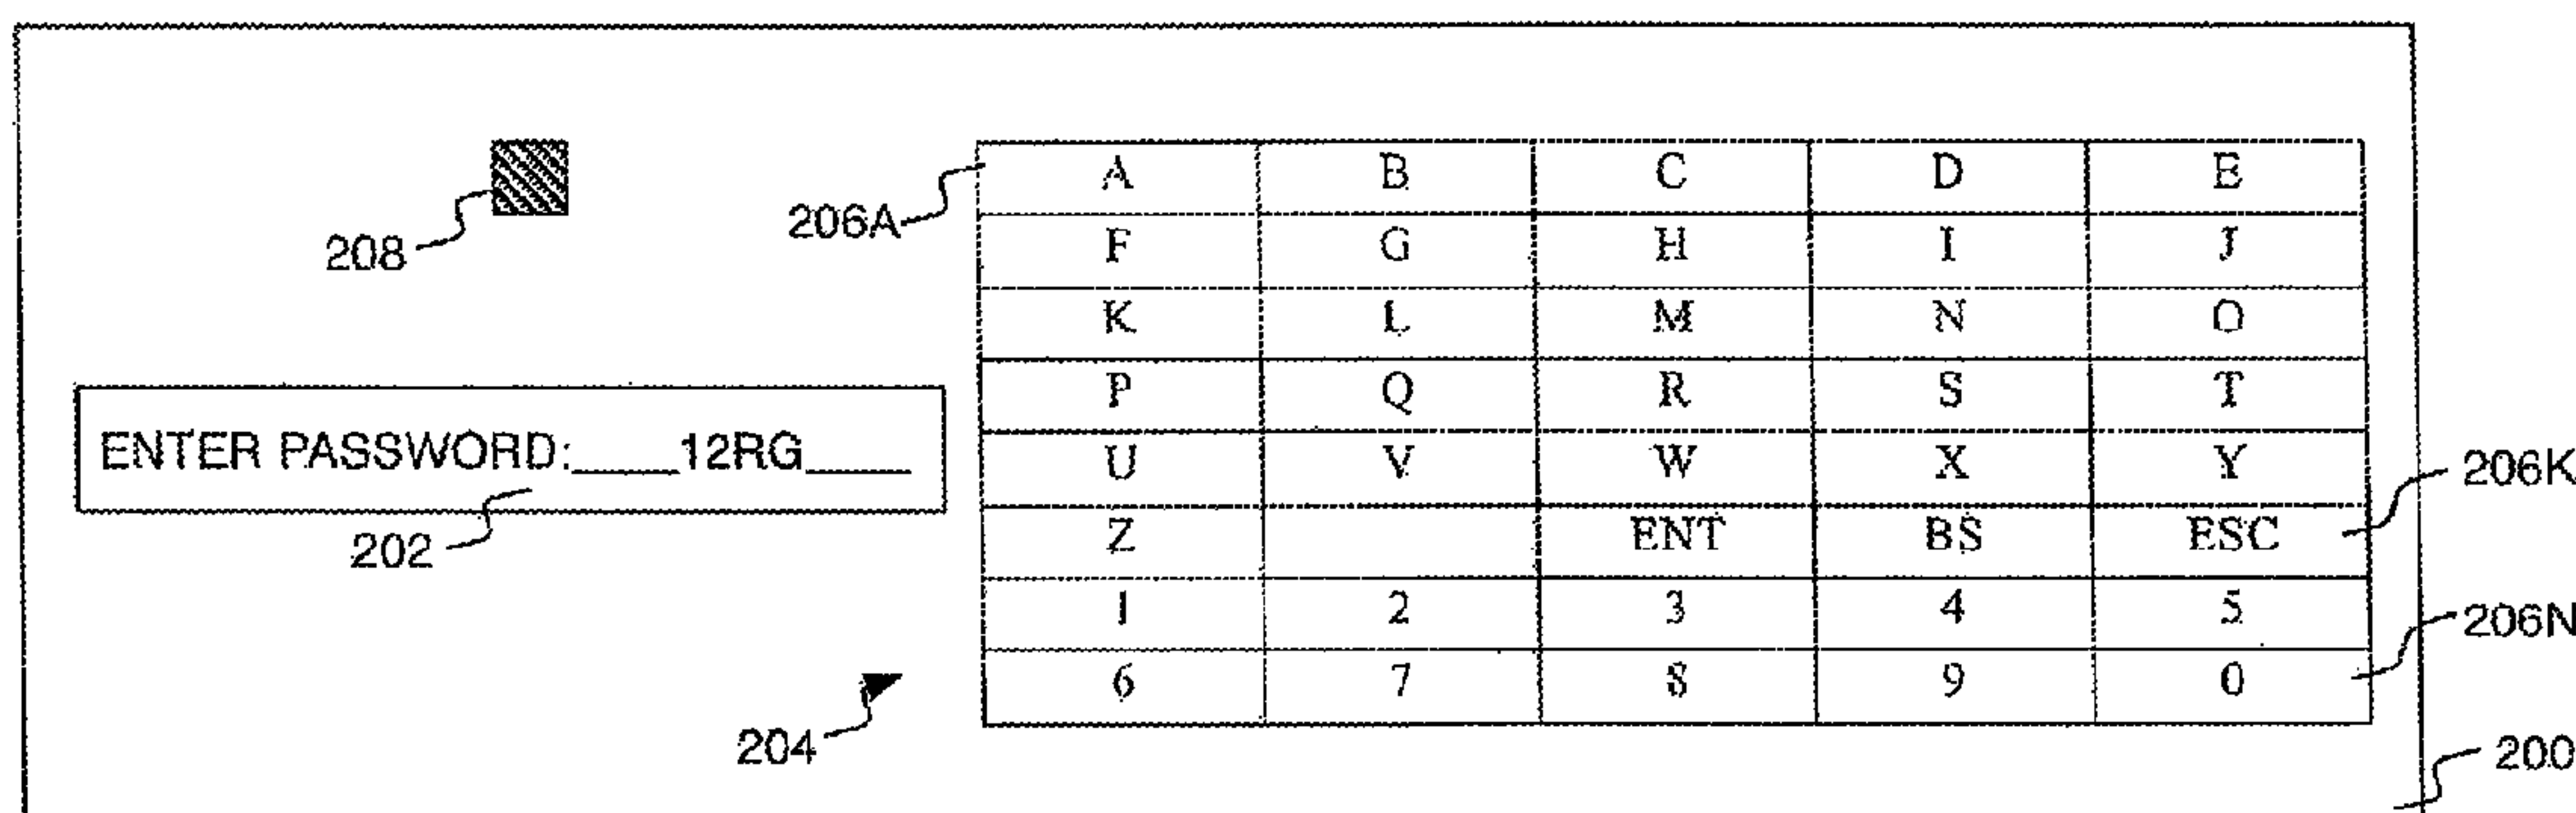 A B C D E
208 206A F G H I J
K L M N O
P Q R S T
ENTER PASSWORD:____12RG____ U V W X Y 206K
202 Z ENT BS ESC
1 2 3 4 5 206N
6 7 8 9 0
204 200